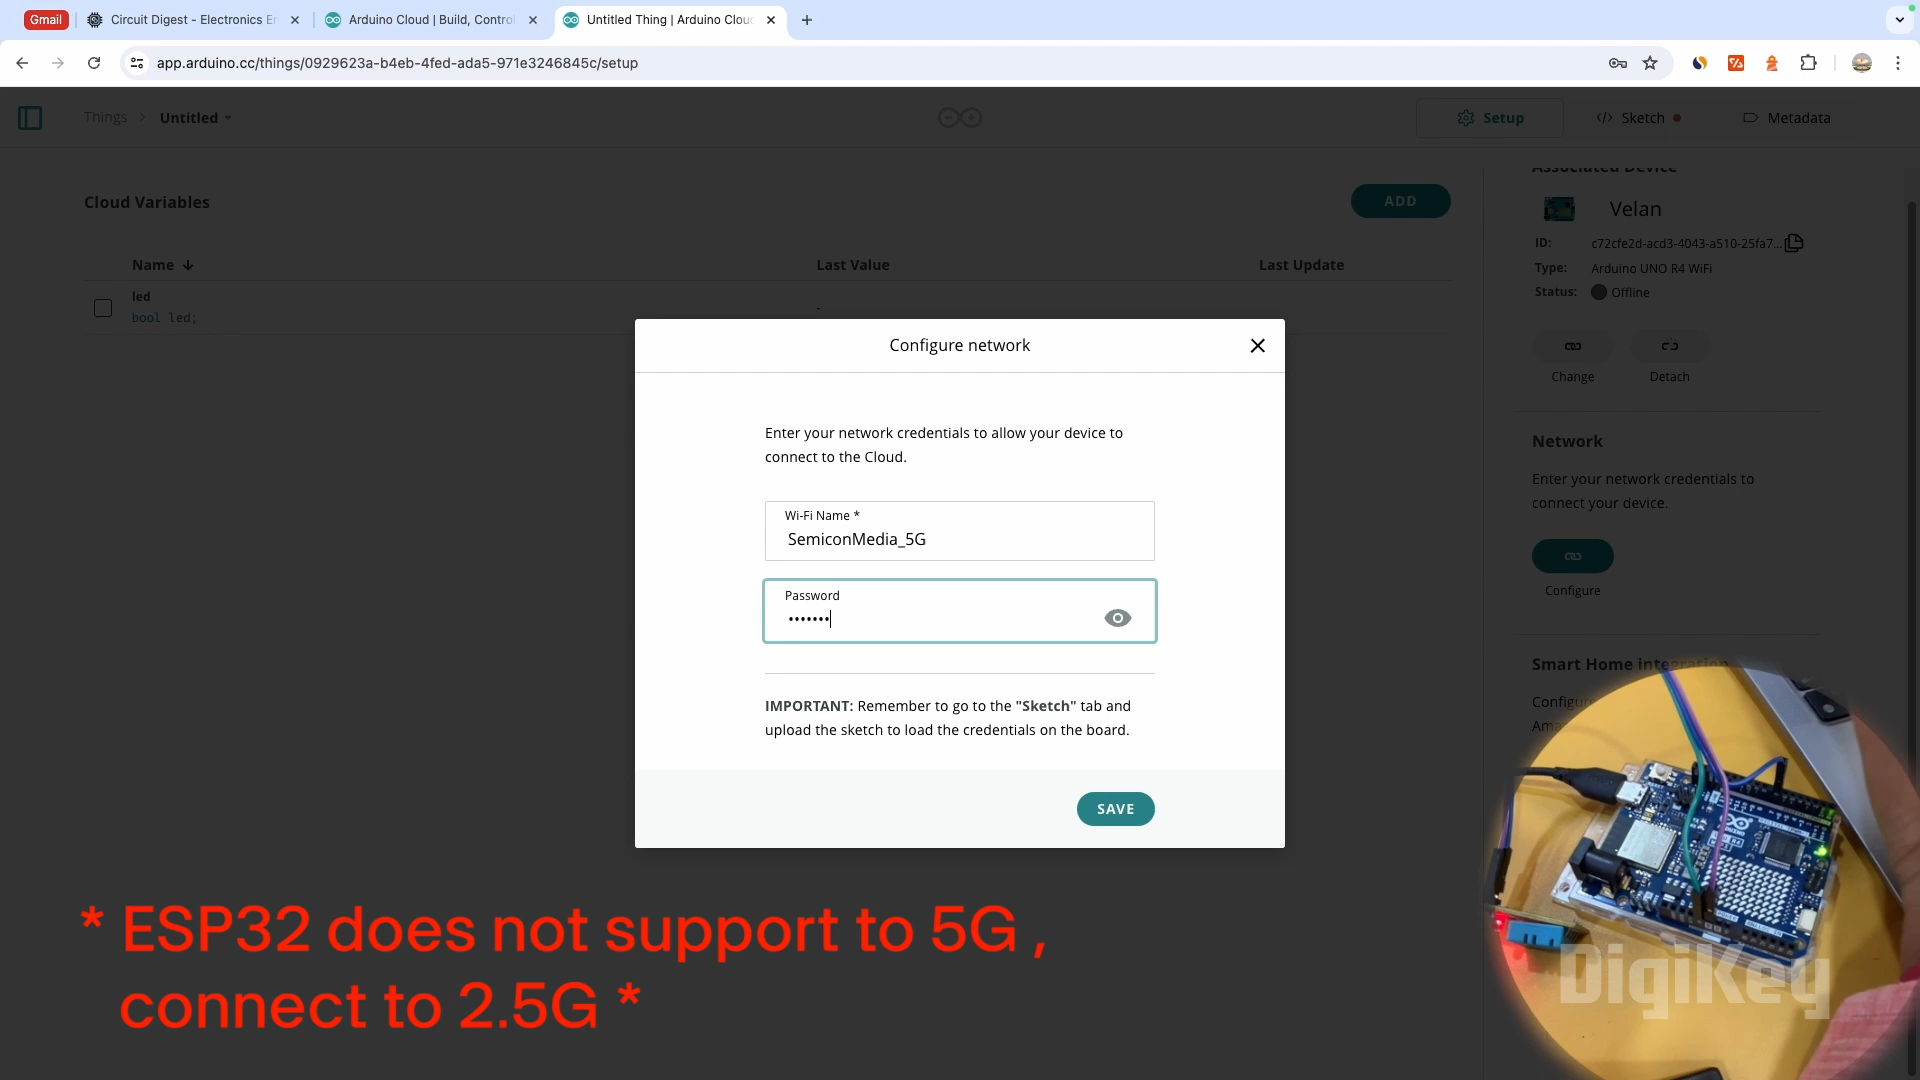 Gmail
Circuit Digest - Electronics En
Arduino Cloud | Build, Control
Untitled Thing | Arduino Cloud
app.arduino.cc/things/0929623a-b4eb-4fed-ada5-971e3246845c/setup
Things > Untitled
Setup
</> Sketch
Metadata
Cloud Variables
ADD
Name
Last Value
Last Update
led
bool led;
-
Associated Device
Velan
ID: c72cfe2d-acd3-4043-a510-25fa7...
Type: Arduino UNO R4 WiFi
Status: Offline
Change
Detach
Network
Enter your network credentials to
connect your device.
Configure
Smart Home integration
Configure network
Enter your network credentials to allow your device to
connect to the Cloud.
Wi-Fi Name *
SemiconMedia_5G
Password
•••••••
IMPORTANT: Remember to go to the "Sketch" tab and
upload the sketch to load the credentials on the board.
SAVE
* ESP32 does not support to 5G ,
connect to 2.5G *
DigiKey